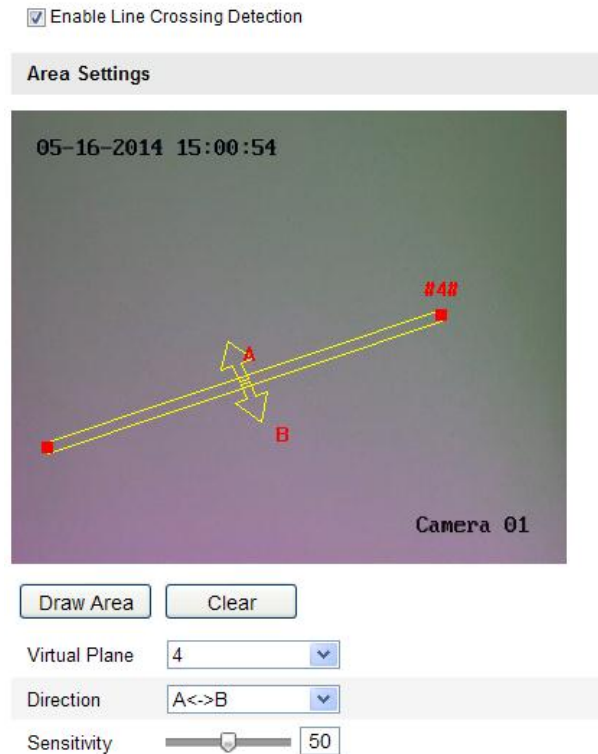 Enable Line Crossing Detection
Area Settings
05-16-2014 15:00:54
#4#
A
B
Camera 01
Draw Area Clear
Virtual Plane 4
Direction A<->B
Sensitivity 50